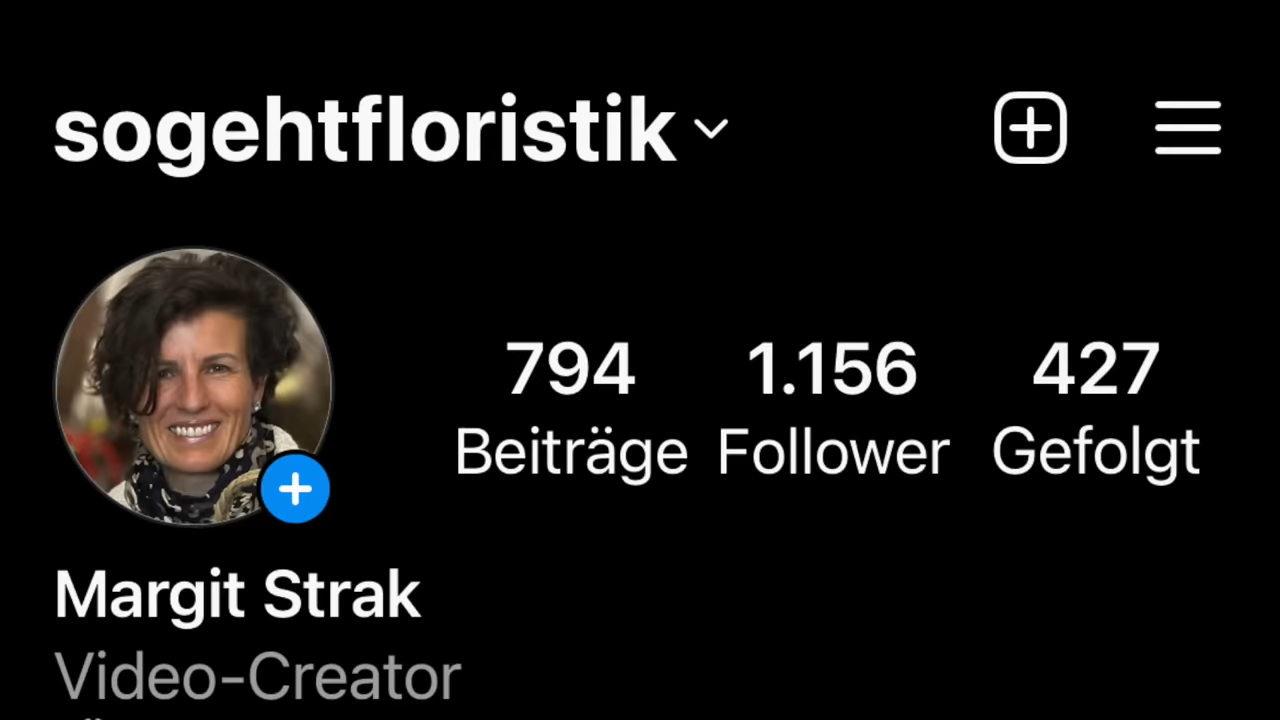 sogehtfloristik
794 1.156 427
Beiträge Follower Gefolgt
Margit Strak
Video-Creator